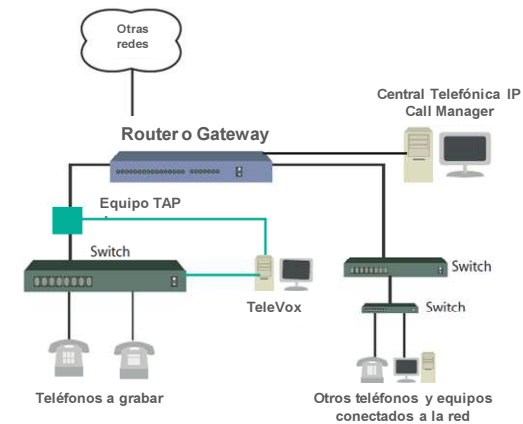 Otras
redes
Central Telefónica IP
Call Manager
Router o Gateway
Equipo TAP
Switch
Switch
TeleVox
Switch
Teléfonos a grabar
Otros teléfonos y equipos
conectados a la red